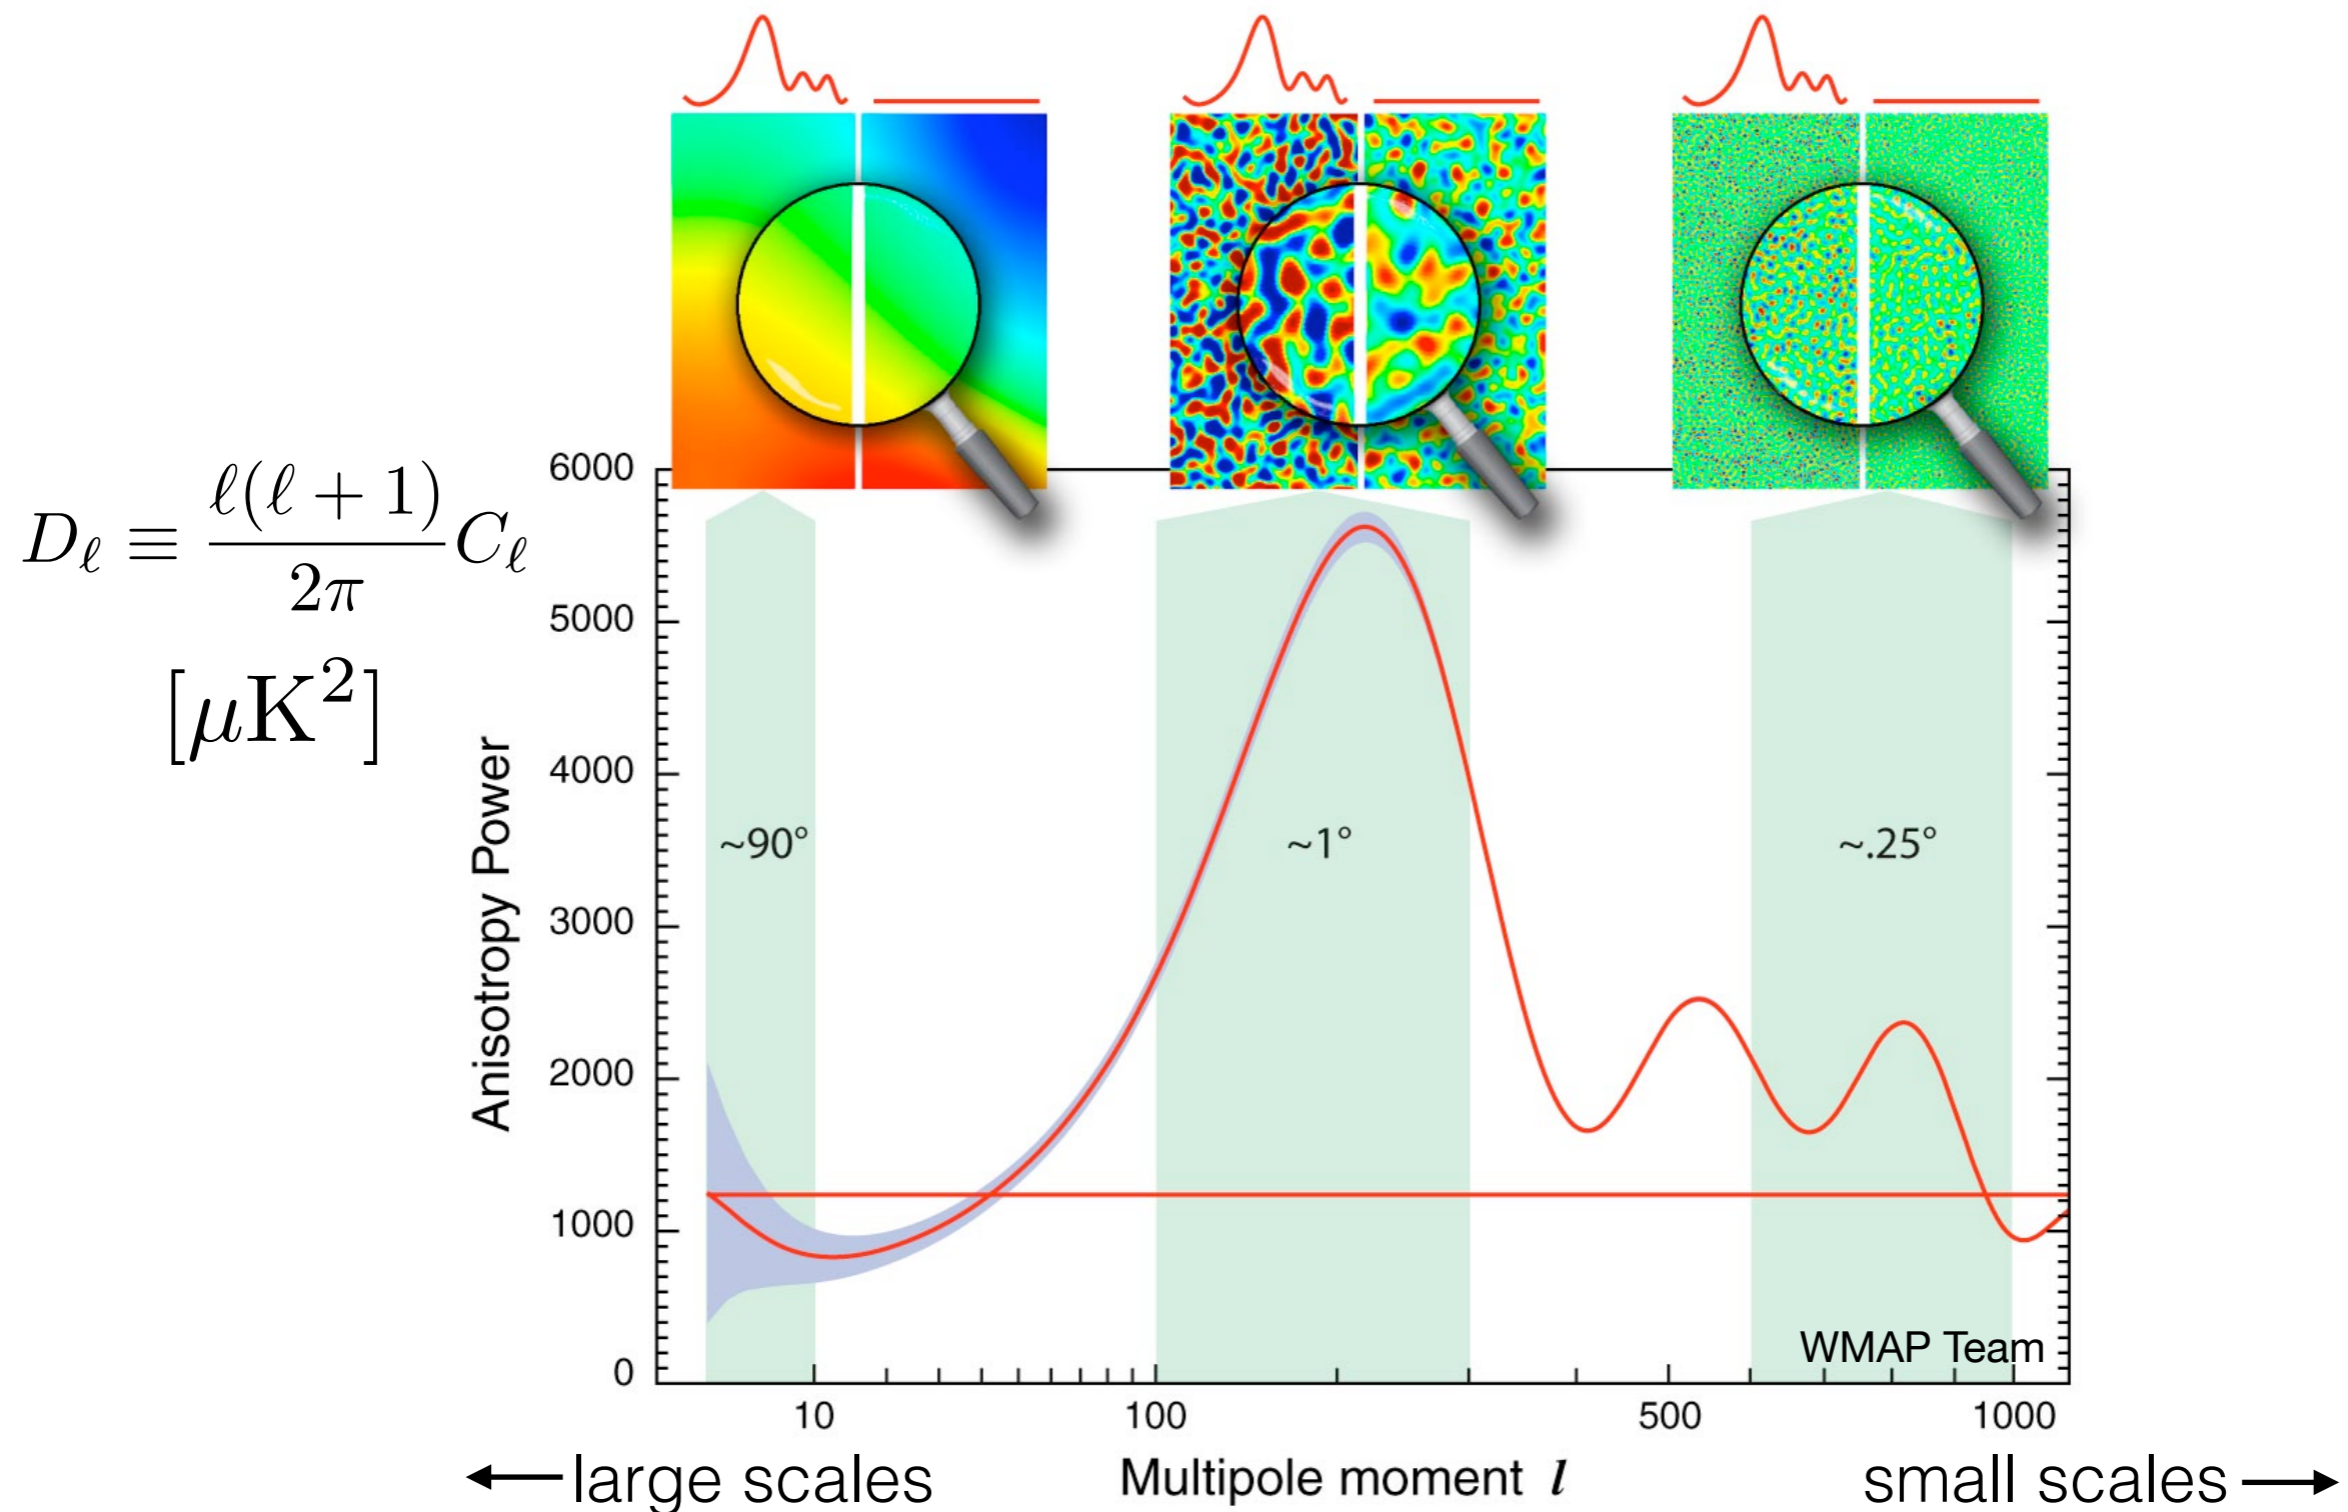 D_ℓ ≡ ℓ(ℓ + 1)/2π C_ℓ
[μK²]
Anisotropy Power
6000
5000
4000
3000
2000
1000
0
~90°
~1°
~.25°
WMAP Team
10
100
500
1000
←large scales
Multipole moment l
small scales→